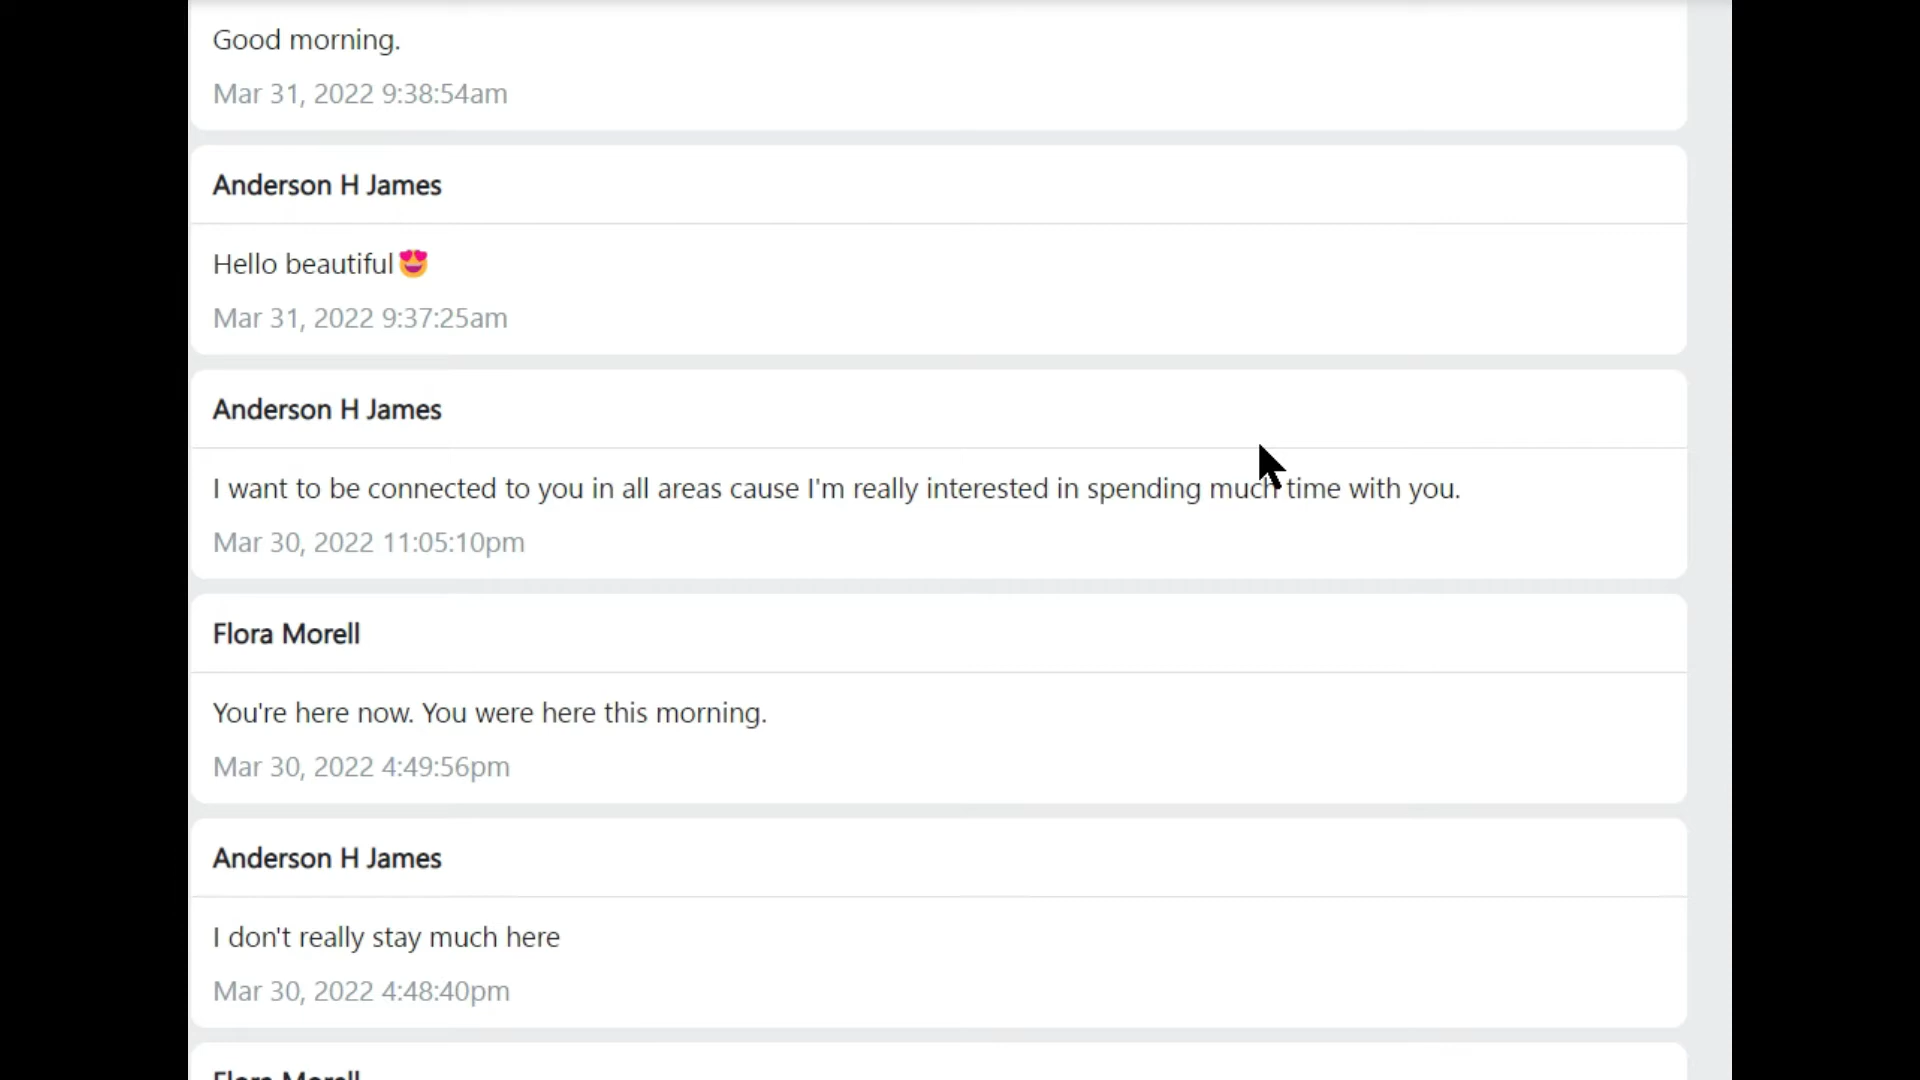 Good morning.
Mar 31, 2022 9:38:54am
Anderson H James
Hello beautiful😍
Mar 31, 2022 9:37:25am
Anderson H James
I want to be connected to you in all areas cause I'm really interested in spending much time with you.
Mar 30, 2022 11:05:10pm
Flora Morell
You're here now. You were here this morning.
Mar 30, 2022 4:49:56pm
Anderson H James
I don't really stay much here
Mar 30, 2022 4:48:40pm
Flora Morell